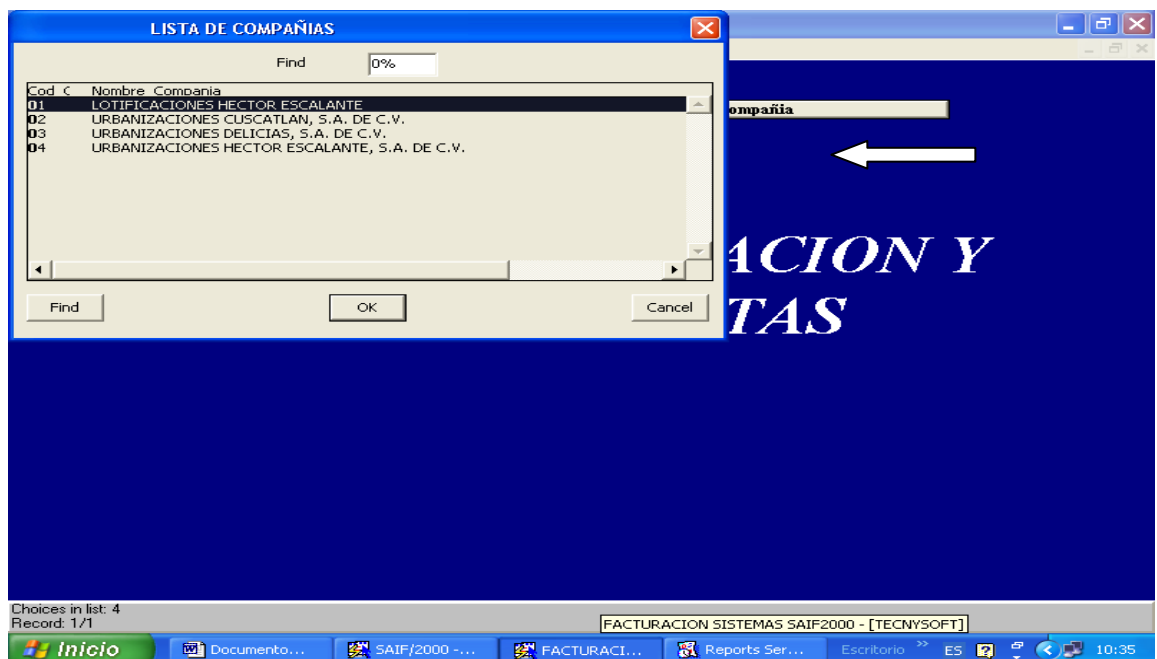 LISTA DE COMPAÑIAS
Find 0%
Cod C Nombre Compania
01 LOTIFICACIONES HECTOR ESCALANTE
02 URBANIZACIONES CUSCATLAN, S.A. DE C.V.
03 URBANIZACIONES DELICIAS, S.A. DE C.V.
04 URBANIZACIONES HECTOR ESCALANTE, S.A. DE C.V.
Find OK Cancel
ompañia
ACION Y
TAS
Choices in list: 4
Record: 1/1
FACTURACION SISTEMAS SAIF2000 - [TECNYSOFT]
Inicio Documento... SAIF/2000 -... FACTURACI... Reports Ser... Escritorio » ES 10:35